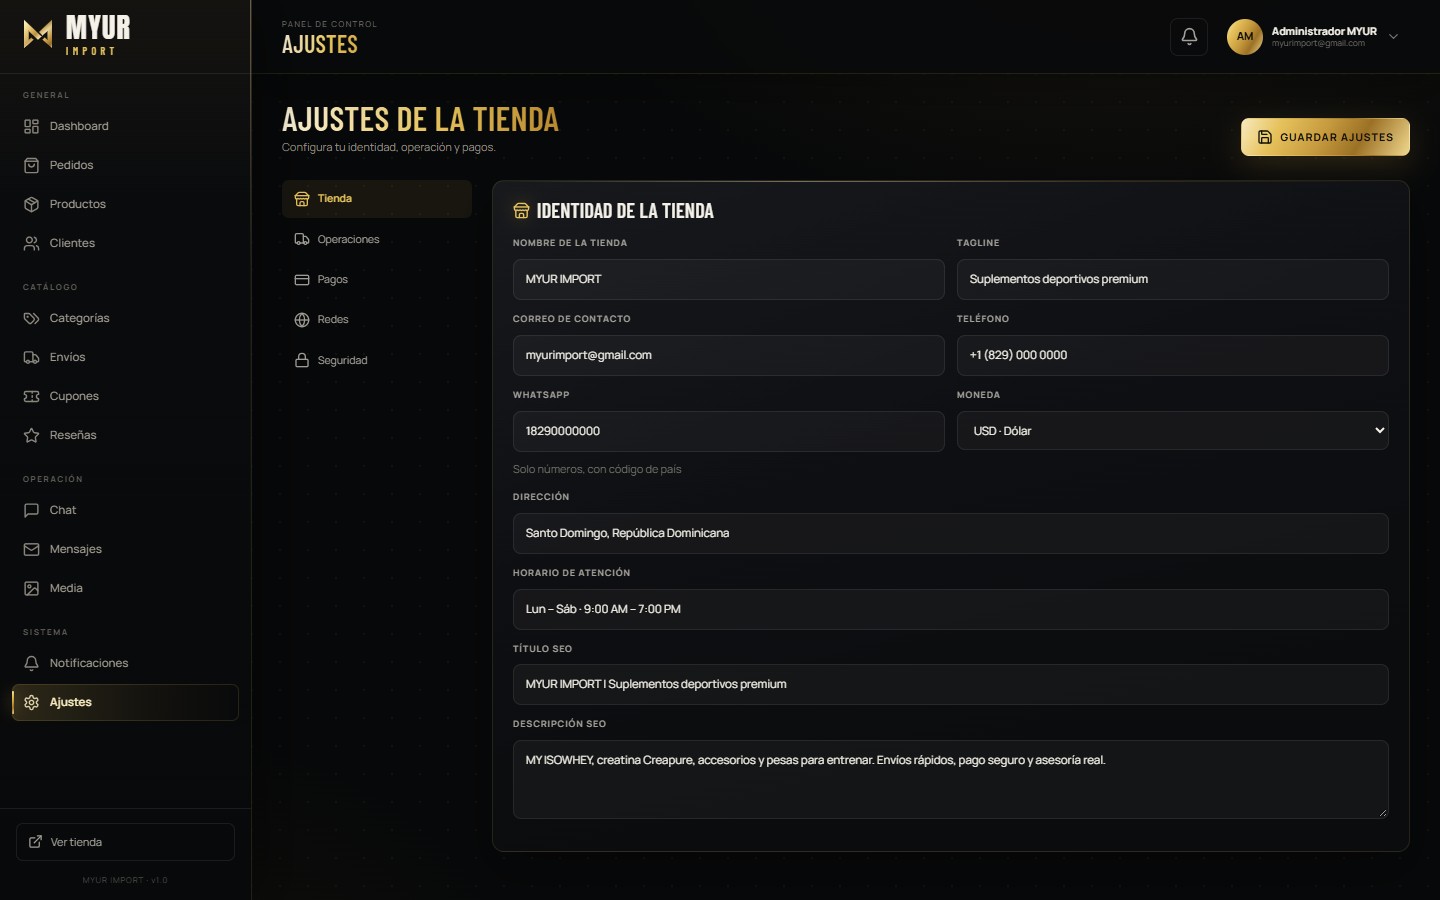 MYUR
IMPORT
GENERAL
Dashboard
Pedidos
Productos
Clientes
CATÁLOGO
Categorías
Envíos
Cupones
Reseñas
OPERACIÓN
Chat
Mensajes
Media
SISTEMA
Notificaciones
Ajustes
Ver tienda
MYUR IMPORT · v1.0
PANEL DE CONTROL
AJUSTES
AM
Administrador MYUR
myurimport@gmail.com
AJUSTES DE LA TIENDA
Configura tu identidad, operación y pagos.
GUARDAR AJUSTES
Tienda
Operaciones
Pagos
Redes
Seguridad
IDENTIDAD DE LA TIENDA
NOMBRE DE LA TIENDA
MYUR IMPORT
TAGLINE
Suplementos deportivos premium
CORREO DE CONTACTO
myurimport@gmail.com
TELÉFONO
+1 (829) 000 0000
WHATSAPP
18290000000
Solo números, con código de país
MONEDA
USD · Dólar
DIRECCIÓN
Santo Domingo, República Dominicana
HORARIO DE ATENCIÓN
Lun – Sáb · 9:00 AM – 7:00 PM
TÍTULO SEO
MYUR IMPORT | Suplementos deportivos premium
DESCRIPCIÓN SEO
MY ISOWHEY, creatina Creapure, accesorios y pesas para entrenar. Envíos rápidos, pago seguro y asesoría real.